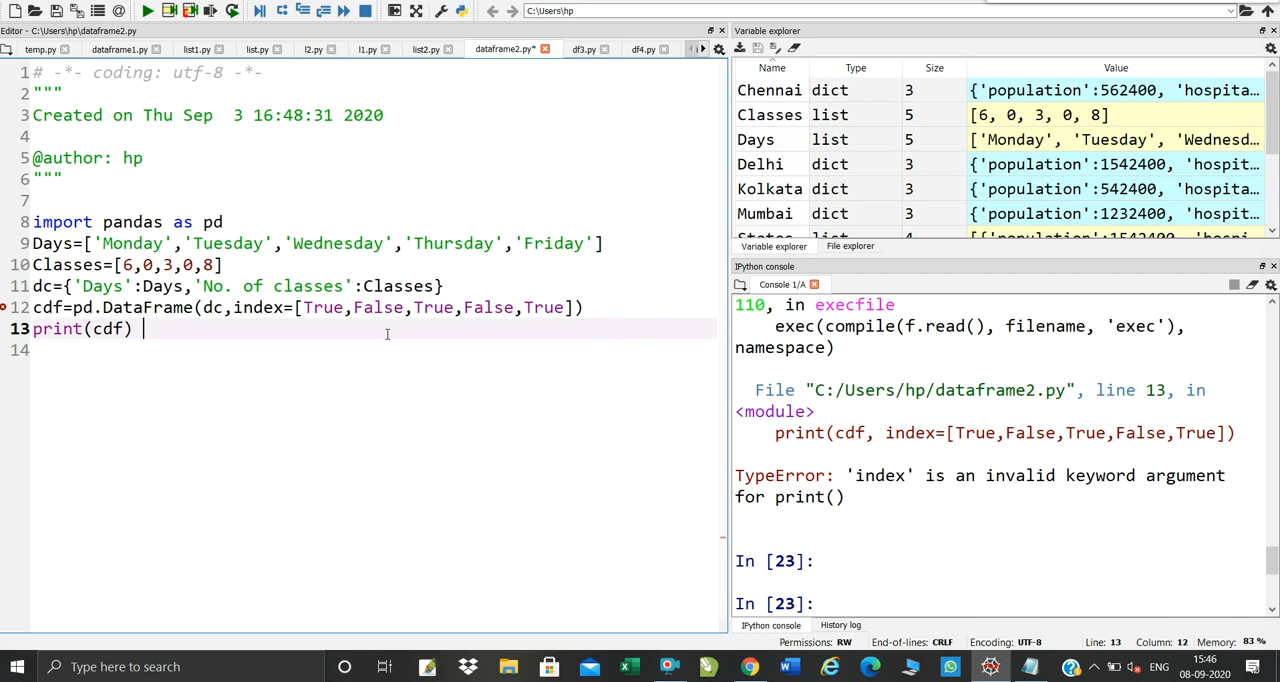 C:\Users\hp
Editor - C:\Users\hp\dataframe2.py
temp.py dataframe1.py list1.py list.py l2.py l1.py list2.py dataframe2.py* df3.py df4.py
1 # -*- coding: utf-8 -*-
2 """
3 Created on Thu Sep  3 16:48:31 2020
4
5 @author: hp
6 """
7
8 import pandas as pd
9 Days=['Monday','Tuesday','Wednesday','Thursday','Friday']
10 Classes=[6,0,3,0,8]
11 dc={'Days':Days,'No. of classes':Classes}
12 cdf=pd.DataFrame(dc,index=[True,False,True,False,True])
13 print(cdf)
14
Variable explorer
Name Type Size Value
Chennai dict 3 {'population':562400, 'hospita...
Classes list 5 [6, 0, 3, 0, 8]
Days list 5 ['Monday', 'Tuesday', 'Wednesd...
Delhi dict 3 {'population':1542400, 'hospit...
Kolkata dict 3 {'population':542400, 'hospita...
Mumbai dict 3 {'population':1232400, 'hospit...
Variable explorer File explorer
IPython console
Console 1/A
110, in execfile
exec(compile(f.read(), filename, 'exec'),
namespace)
File "C:/Users/hp/dataframe2.py", line 13, in
<module>
print(cdf, index=[True,False,True,False,True])
TypeError: 'index' is an invalid keyword argument
for print()
In [23]:
In [23]:
IPython console History log
Permissions: RW End-of-lines: CRLF Encoding: UTF-8 Line: 13 Column: 12 Memory: 83 %
Type here to search
ENG
15:46
08-09-2020